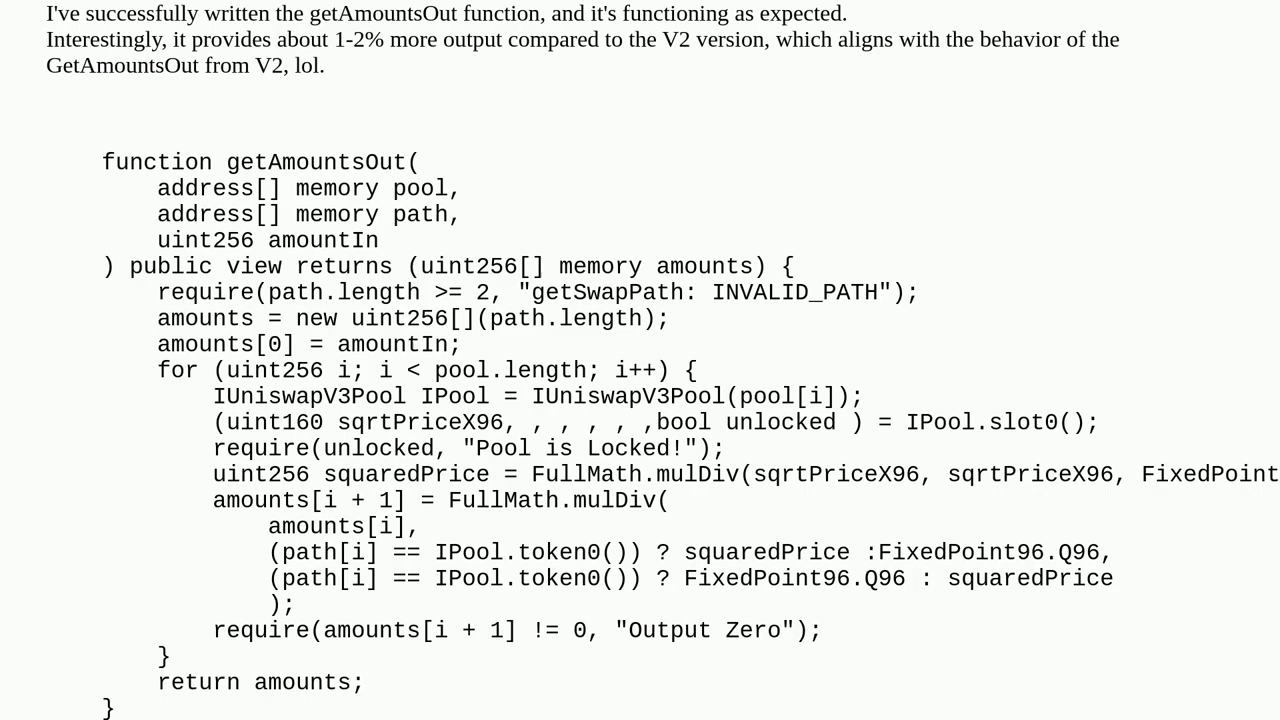 I've successfully written the getAmountsOut function, and it's functioning as expected.
Interestingly, it provides about 1-2% more output compared to the V2 version, which aligns with the behavior of the
GetAmountsOut from V2, lol.
function getAmountsOut(
    address[] memory pool,
    address[] memory path,
    uint256 amountIn
) public view returns (uint256[] memory amounts) {
    require(path.length >= 2, "getSwapPath: INVALID_PATH");
    amounts = new uint256[](path.length);
    amounts[0] = amountIn;
    for (uint256 i; i < pool.length; i++) {
        IUniswapV3Pool IPool = IUniswapV3Pool(pool[i]);
        (uint160 sqrtPriceX96, , , , , ,bool unlocked ) = IPool.slot0();
        require(unlocked, "Pool is Locked!");
        uint256 squaredPrice = FullMath.mulDiv(sqrtPriceX96, sqrtPriceX96, FixedPoint
        amounts[i + 1] = FullMath.mulDiv(
            amounts[i],
            (path[i] == IPool.token0()) ? squaredPrice :FixedPoint96.Q96,
            (path[i] == IPool.token0()) ? FixedPoint96.Q96 : squaredPrice
            );
        require(amounts[i + 1] != 0, "Output Zero");
    }
    return amounts;
}